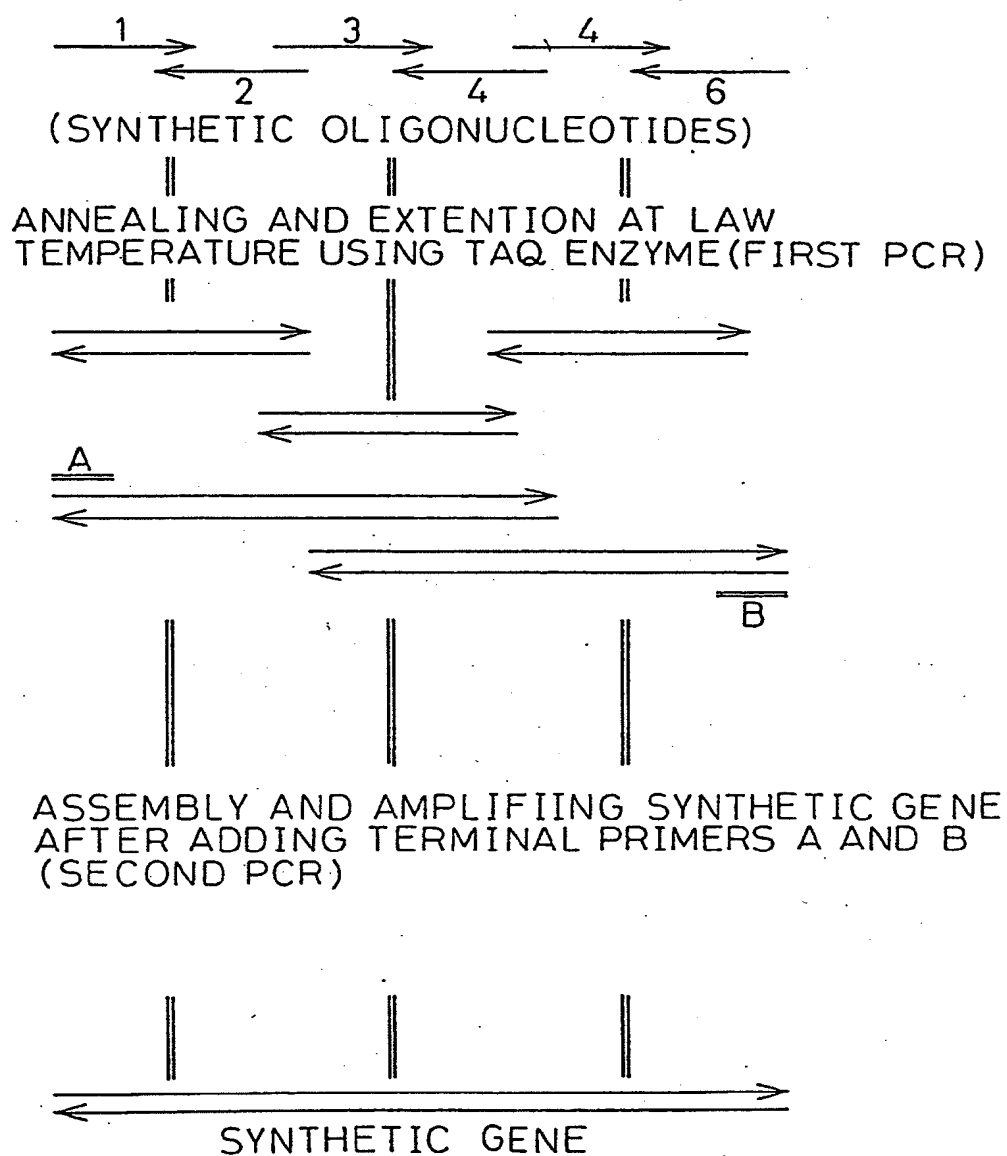 1 3 4
2 4 6
(SYNTHETIC OLIGONUCLEOTIDES)
ANNEALING AND EXTENTION AT LAW
TEMPERATURE USING TAQ ENZYME(FIRST PCR)
A
B
ASSEMBLY AND AMPLIFIING SYNTHETIC GENE
AFTER ADDING TERMINAL PRIMERS A AND B
(SECOND PCR)
SYNTHETIC GENE